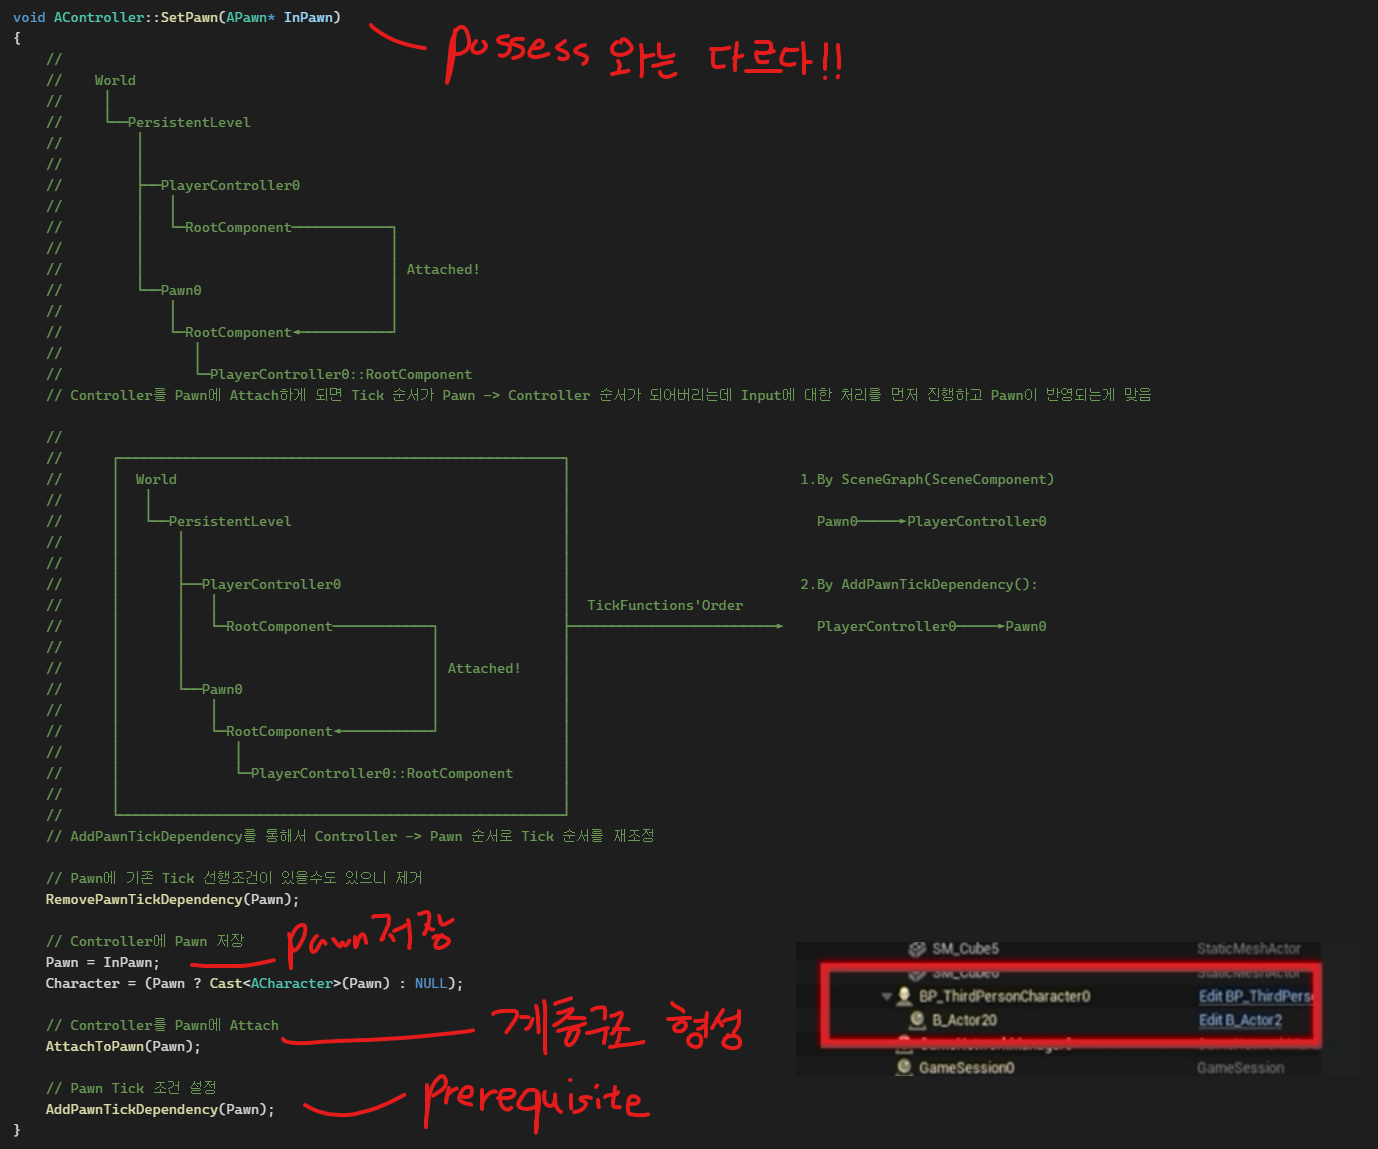 void AController::SetPawn(APawn* InPawn)
possess 와는 다르다!!
{
//
// World
//
// PersistentLevel
//
//
// PlayerController0
//
// RootComponent
//
// Attached!
// Pawn0
//
// RootComponent
//
// PlayerController0::RootComponent
// Controller를 Pawn에 Attach하게 되면 Tick 순서가 Pawn -> Controller 순서가 되어버리는데 Input에 대한 처리를 먼저 진행하고 Pawn이 반영되는게 맞음
//
//
// World 1.By SceneGraph(SceneComponent)
//
// PersistentLevel Pawn0 PlayerController0
//
//
// PlayerController0 2.By AddPawnTickDependency():
// TickFunctions'Order
// RootComponent PlayerController0 Pawn0
//
// Attached!
// Pawn0
//
// RootComponent
//
// PlayerController0::RootComponent
//
//
// AddPawnTickDependency를 통해서 Controller -> Pawn 순서로 Tick 순서를 재조정
// Pawn에 기존 Tick 선행조건이 있을수도 있으니 제거
RemovePawnTickDependency(Pawn);
// Controller에 Pawn 저장
Pawn = InPawn;
pawn 저장
Character = (Pawn ? Cast<ACharacter>(Pawn) : NULL);
// Controller를 Pawn에 Attach
AttachToPawn(Pawn);
계층구조 형성
// Pawn Tick 조건 설정
AddPawnTickDependency(Pawn);
prerequisite
}
SM_Cube5 StaticMeshActor
SM_Cube6 StaticMeshActor
BP_ThirdPersonCharacter0 Edit BP_ThirdPers
B_Actor20 Edit B_Actor2
GameSession0 GameSession